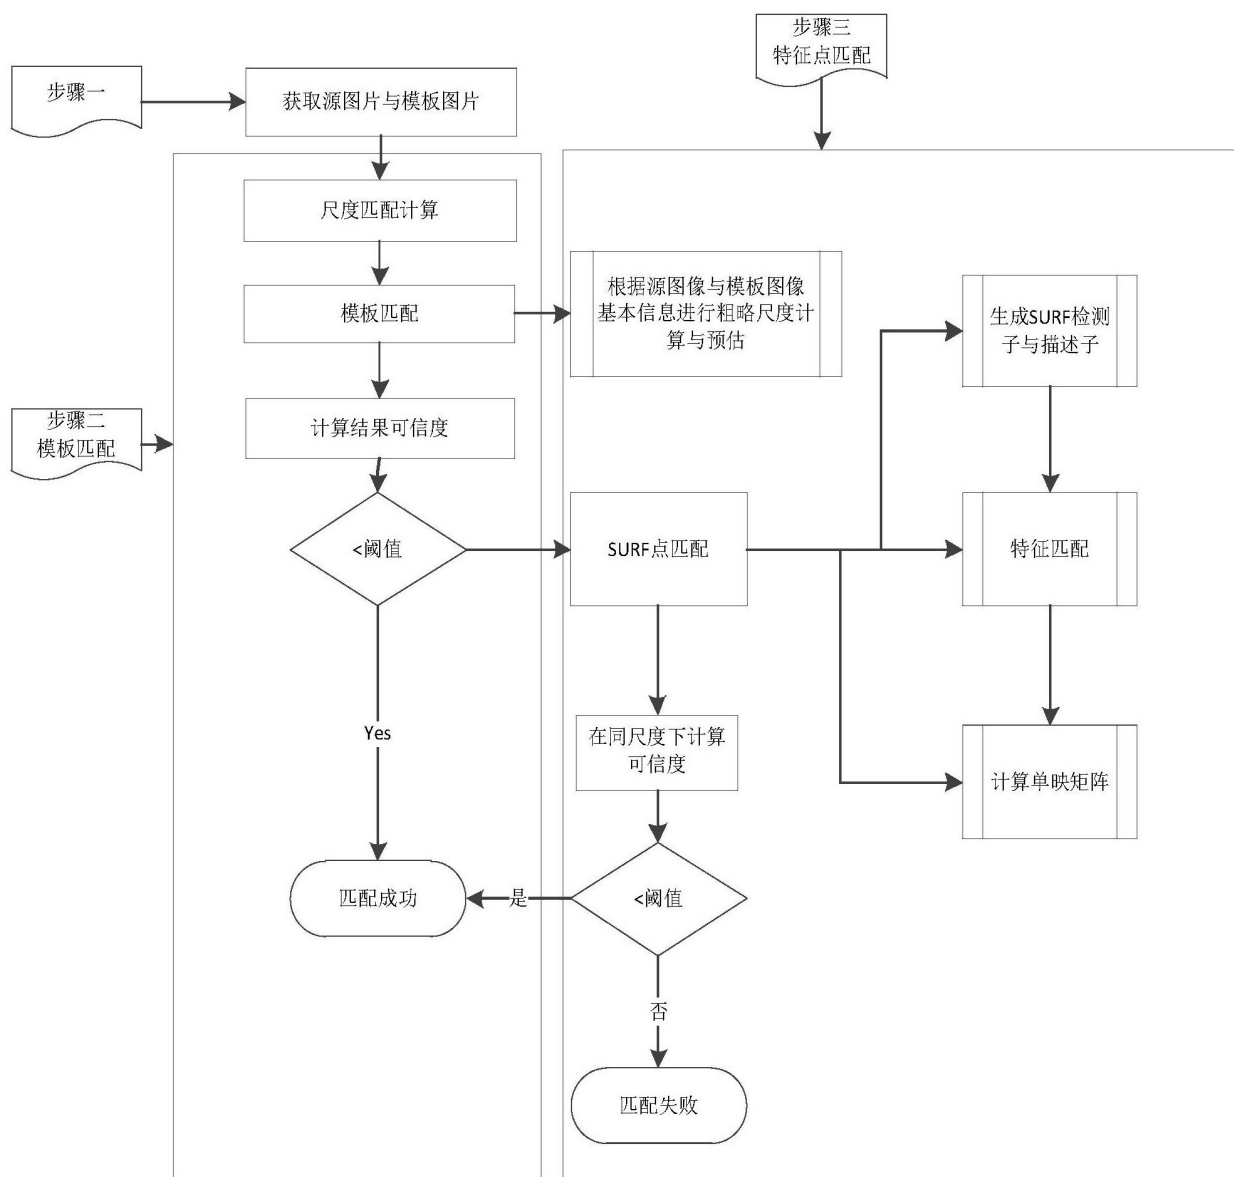 步骤三
特征点匹配
步骤一
获取源图片与模板图片
尺度匹配计算
模板匹配
根据源图像与模板图像
基本信息进行粗略尺度计
算与预估
生成SURF检测
子与描述子
步骤二
模板匹配
计算结果可信度
<阈值
SURF点匹配
特征匹配
Yes
在同尺度下计算
可信度
计算单映矩阵
匹配成功
是
<阈值
否
匹配失败